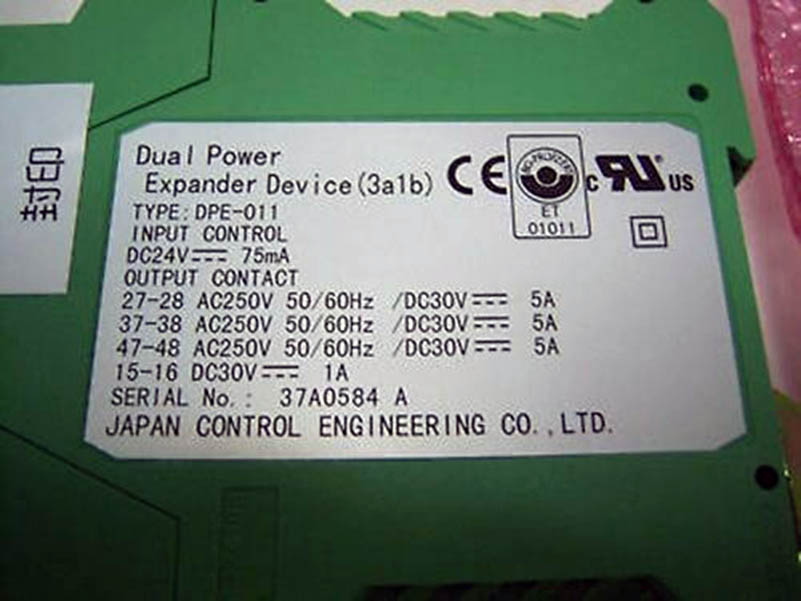 封印
Dual Power
Expander Device(3a1b)
TYPE:DPE-011
INPUT CONTROL
DC24V 75mA
OUTPUT CONTACT
27-28 AC250V 50/60Hz /DC30V 5A
37-38 AC250V 50/60Hz /DC30V 5A
47-48 AC250V 50/60Hz /DC30V 5A
15-16 DC30V 1A
SERIAL No.: 37A0584 A
JAPAN CONTROL ENGINEERING CO.,LTD.
CE
ET
01011
c RU US